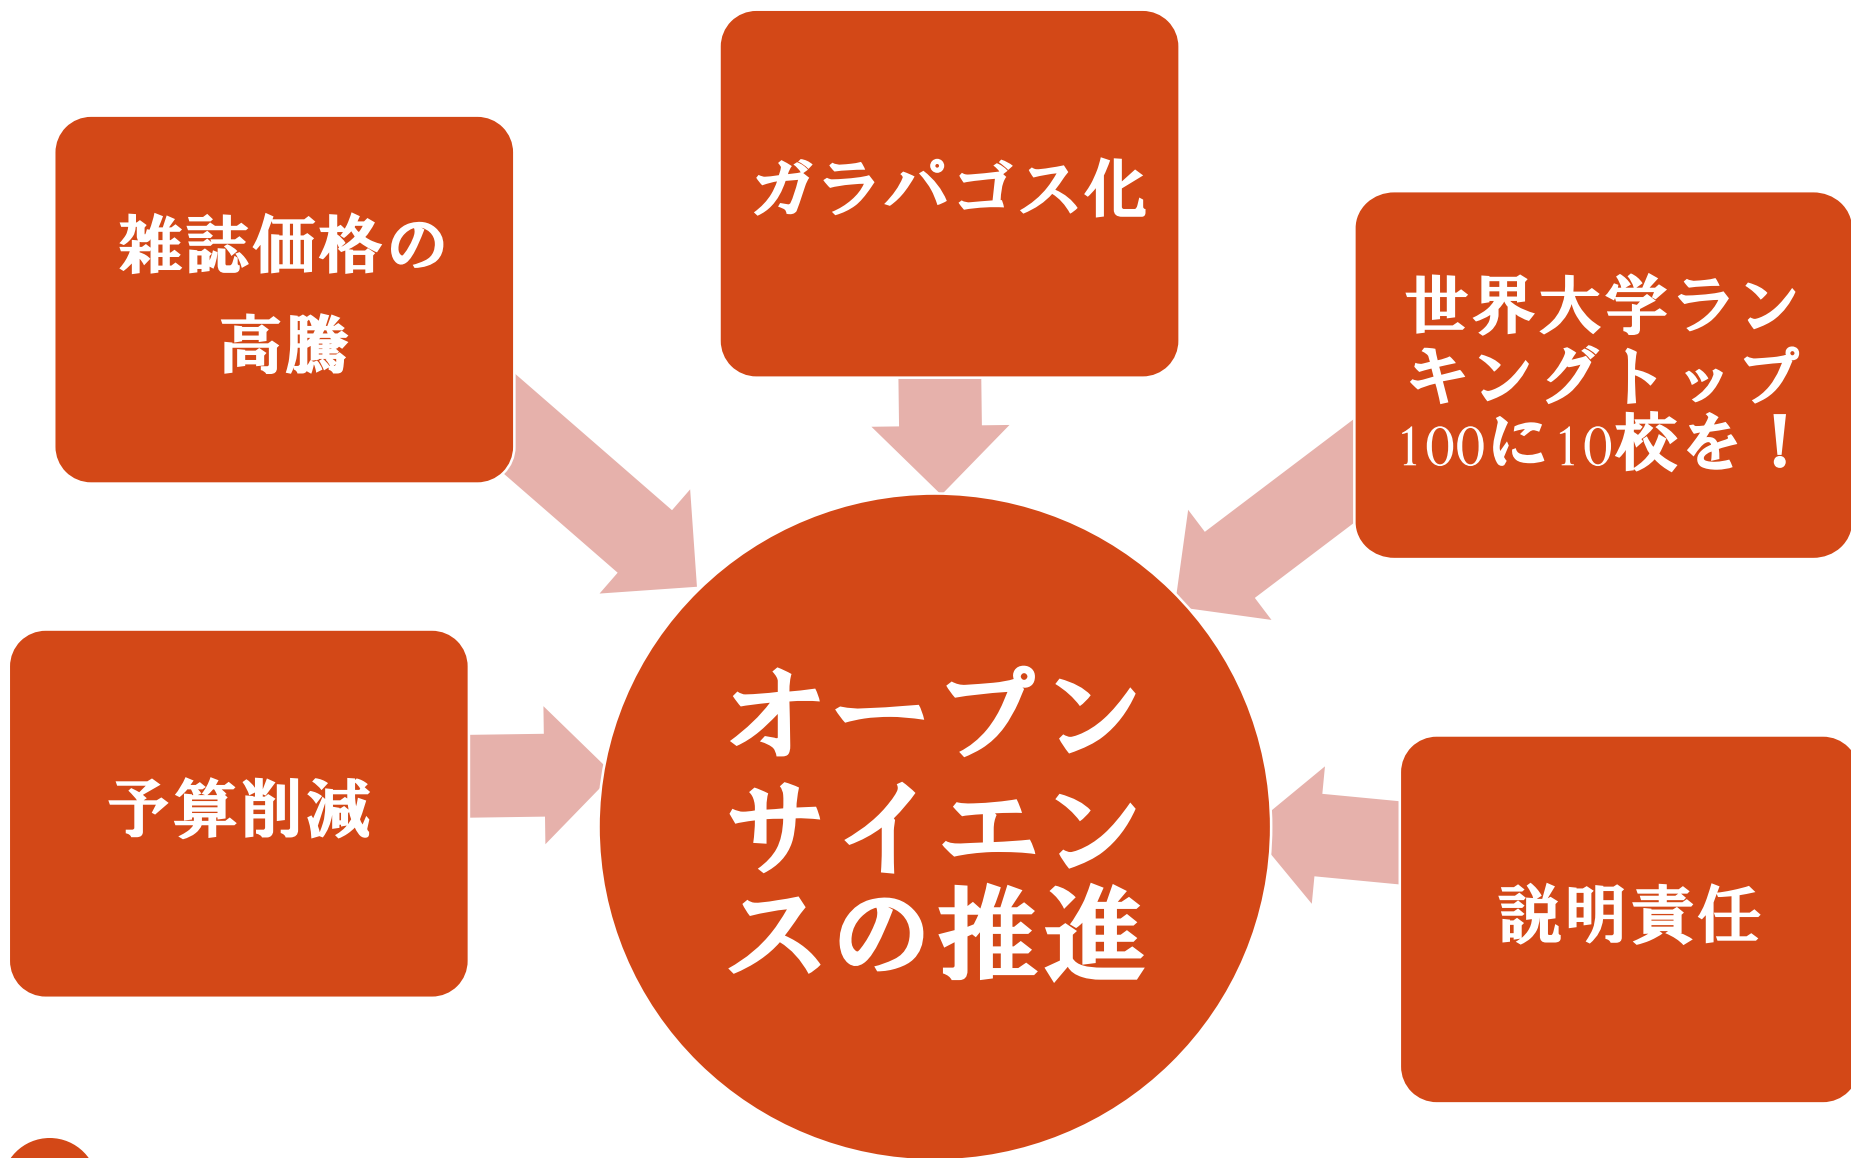 ガラパゴス化
雑誌価格の
高騰
世界大学ラン
キングトップ
100に10校を！
予算削減
オープン
サイエン
スの推進
説明責任